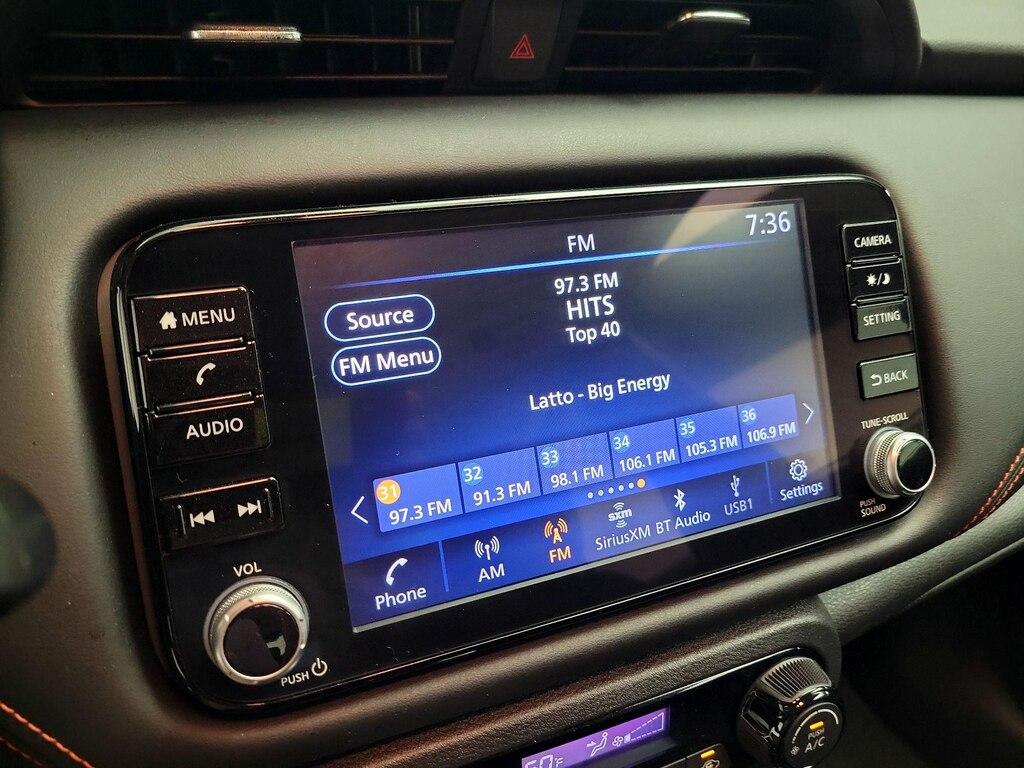 FM
7:36
97.3 FM
HITS
Top 40
Source
FM Menu
Latto - Big Energy
31
97.3 FM
32
91.3 FM
33
98.1 FM
34
106.1 FM
35
105.3 FM
36
106.9 FM
Phone
AM
FM
sxm
SiriusXM
BT Audio
USB1
Settings
MENU
AUDIO
VOL
PUSH
CAMERA
SETTING
BACK
TUNE-SCROLL
PUSH
SOUND
PUSH
A/C